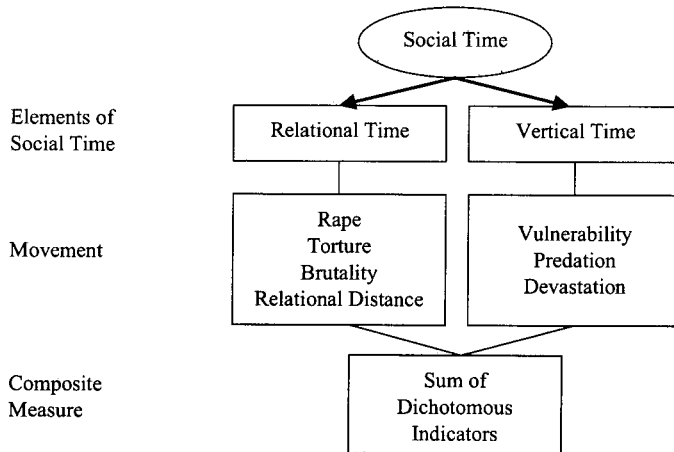 Social Time
Elements of
Social Time
Relational Time
Vertical Time
Movement
Rape
Torture
Brutality
Relational Distance
Vulnerability
Predation
Devastation
Composite
Measure
Sum of
Dichotomous
Indicators